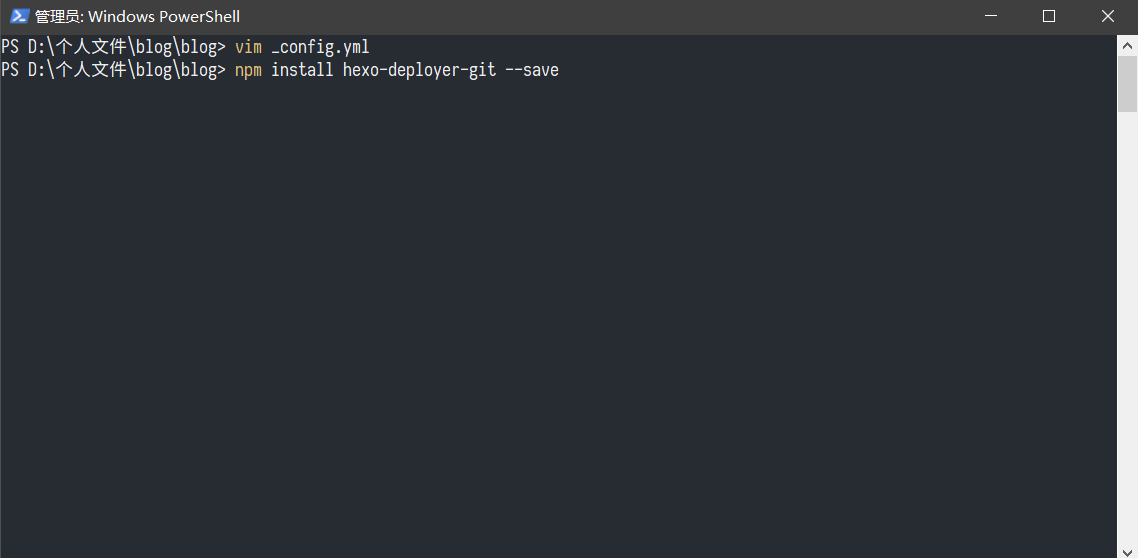 管理员: Windows PowerShell
PS D:\个人文件\blog\blog> vim _config.yml
PS D:\个人文件\blog\blog> npm install hexo-deployer-git --save